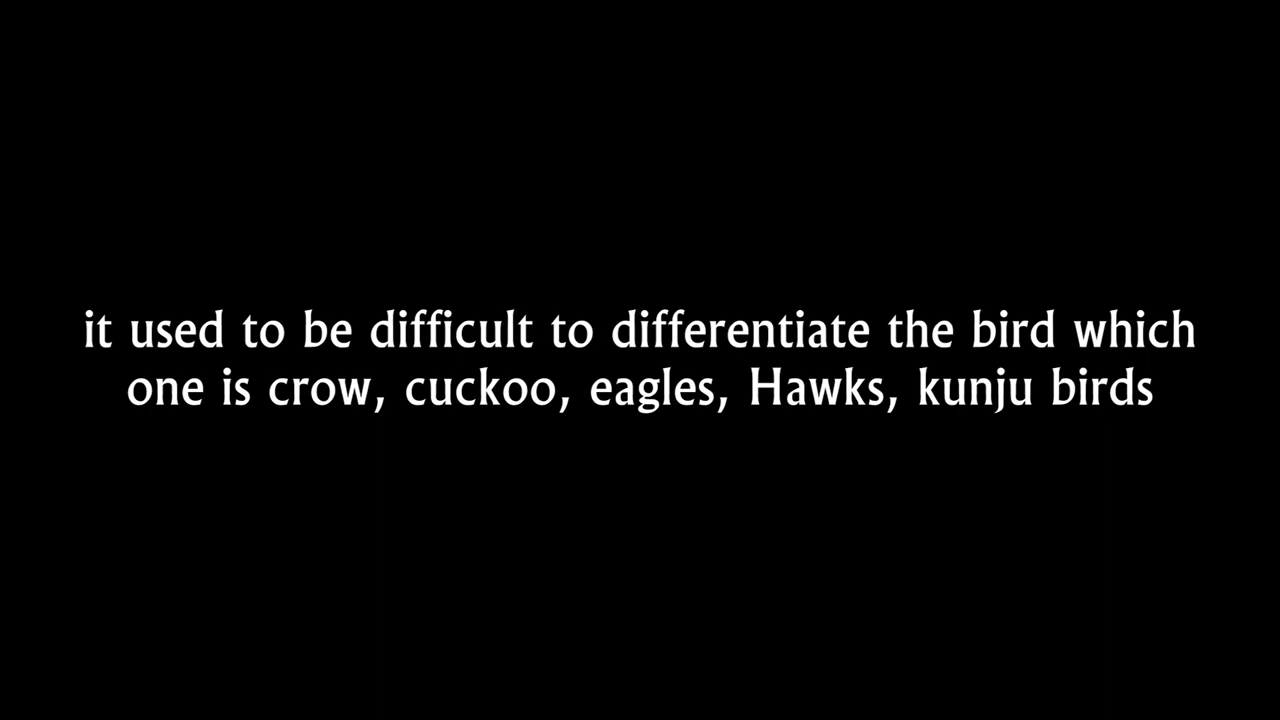 it used to be difficult to differentiate the bird which
one is crow, cuckoo, eagles, Hawks, kunju birds